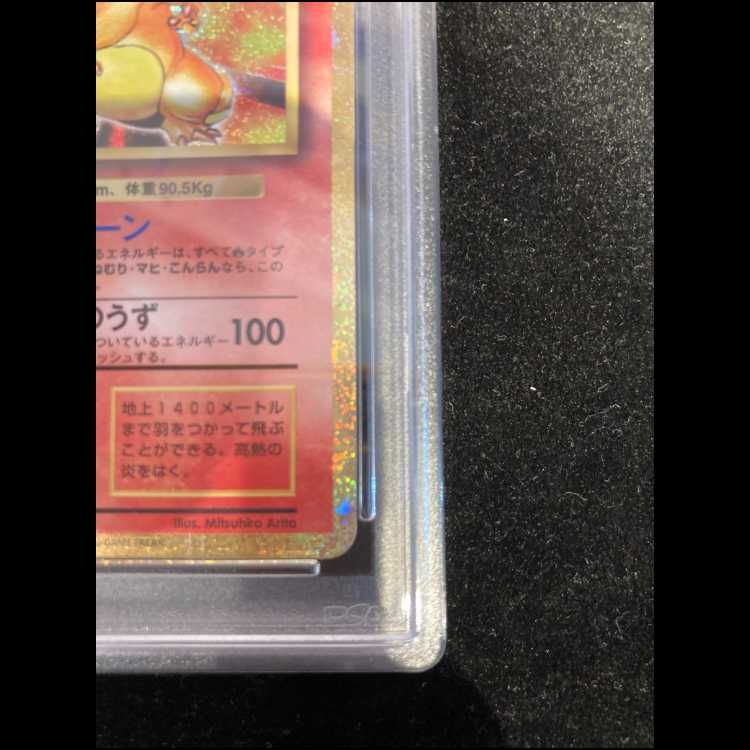 m、体重90.5Kg
ーン
るエネルギーは、すべて🔥タイプ
ねむり・マヒ・こんらんなら、この
。
のうず
ついているエネルギー
ッシュする。
100
地上1400メートル
まで羽をつかって飛ぶ
ことができる。高熱の
炎をはく。
Illus. Mitsuhiro Arita
GAME FREAK
PSA